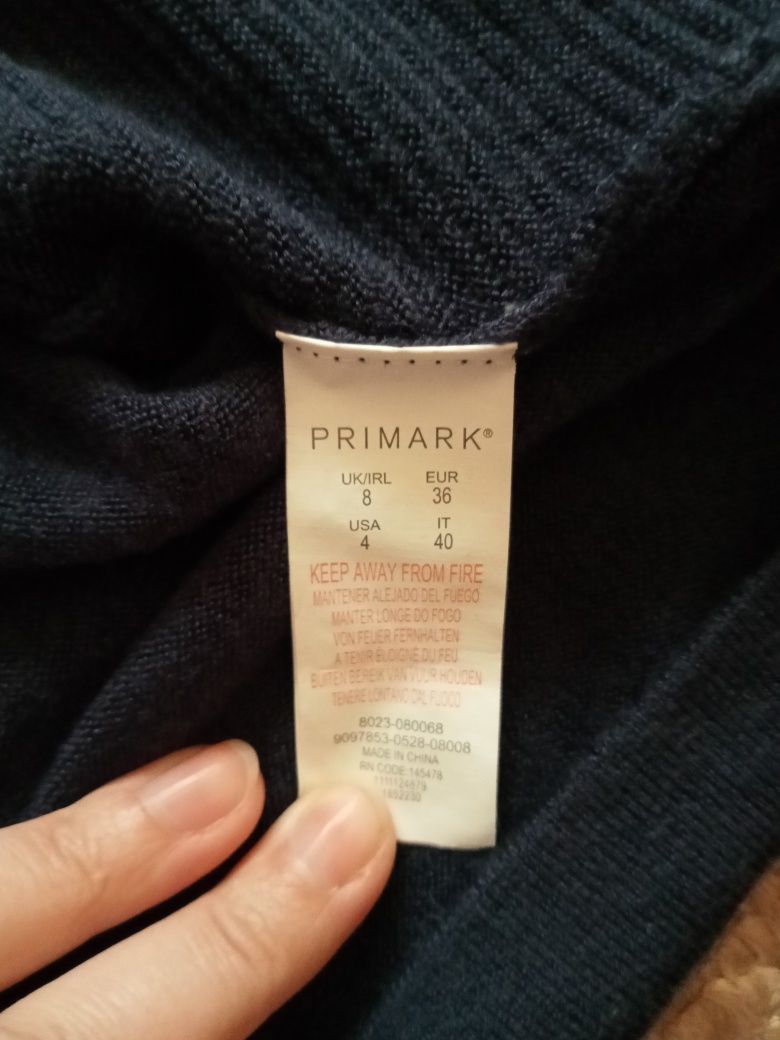 PRIMARK®
UK/IRL EUR
8 36
USA IT
4 40
KEEP AWAY FROM FIRE
MANTENER ALEJADO DEL FUEGO
MANTER LONGE DO FOGO
VON FEUER FERNHALTEN
A TENIR ÉLOIGNÉ DU FEU
BUITEN BEREIK VAN VUUR HOUDEN
TENERE LONTANO DAL FUOCO
8023-080068
9097853-0528-08008
MADE IN CHINA
RN CODE 145478
1111124879
1852230